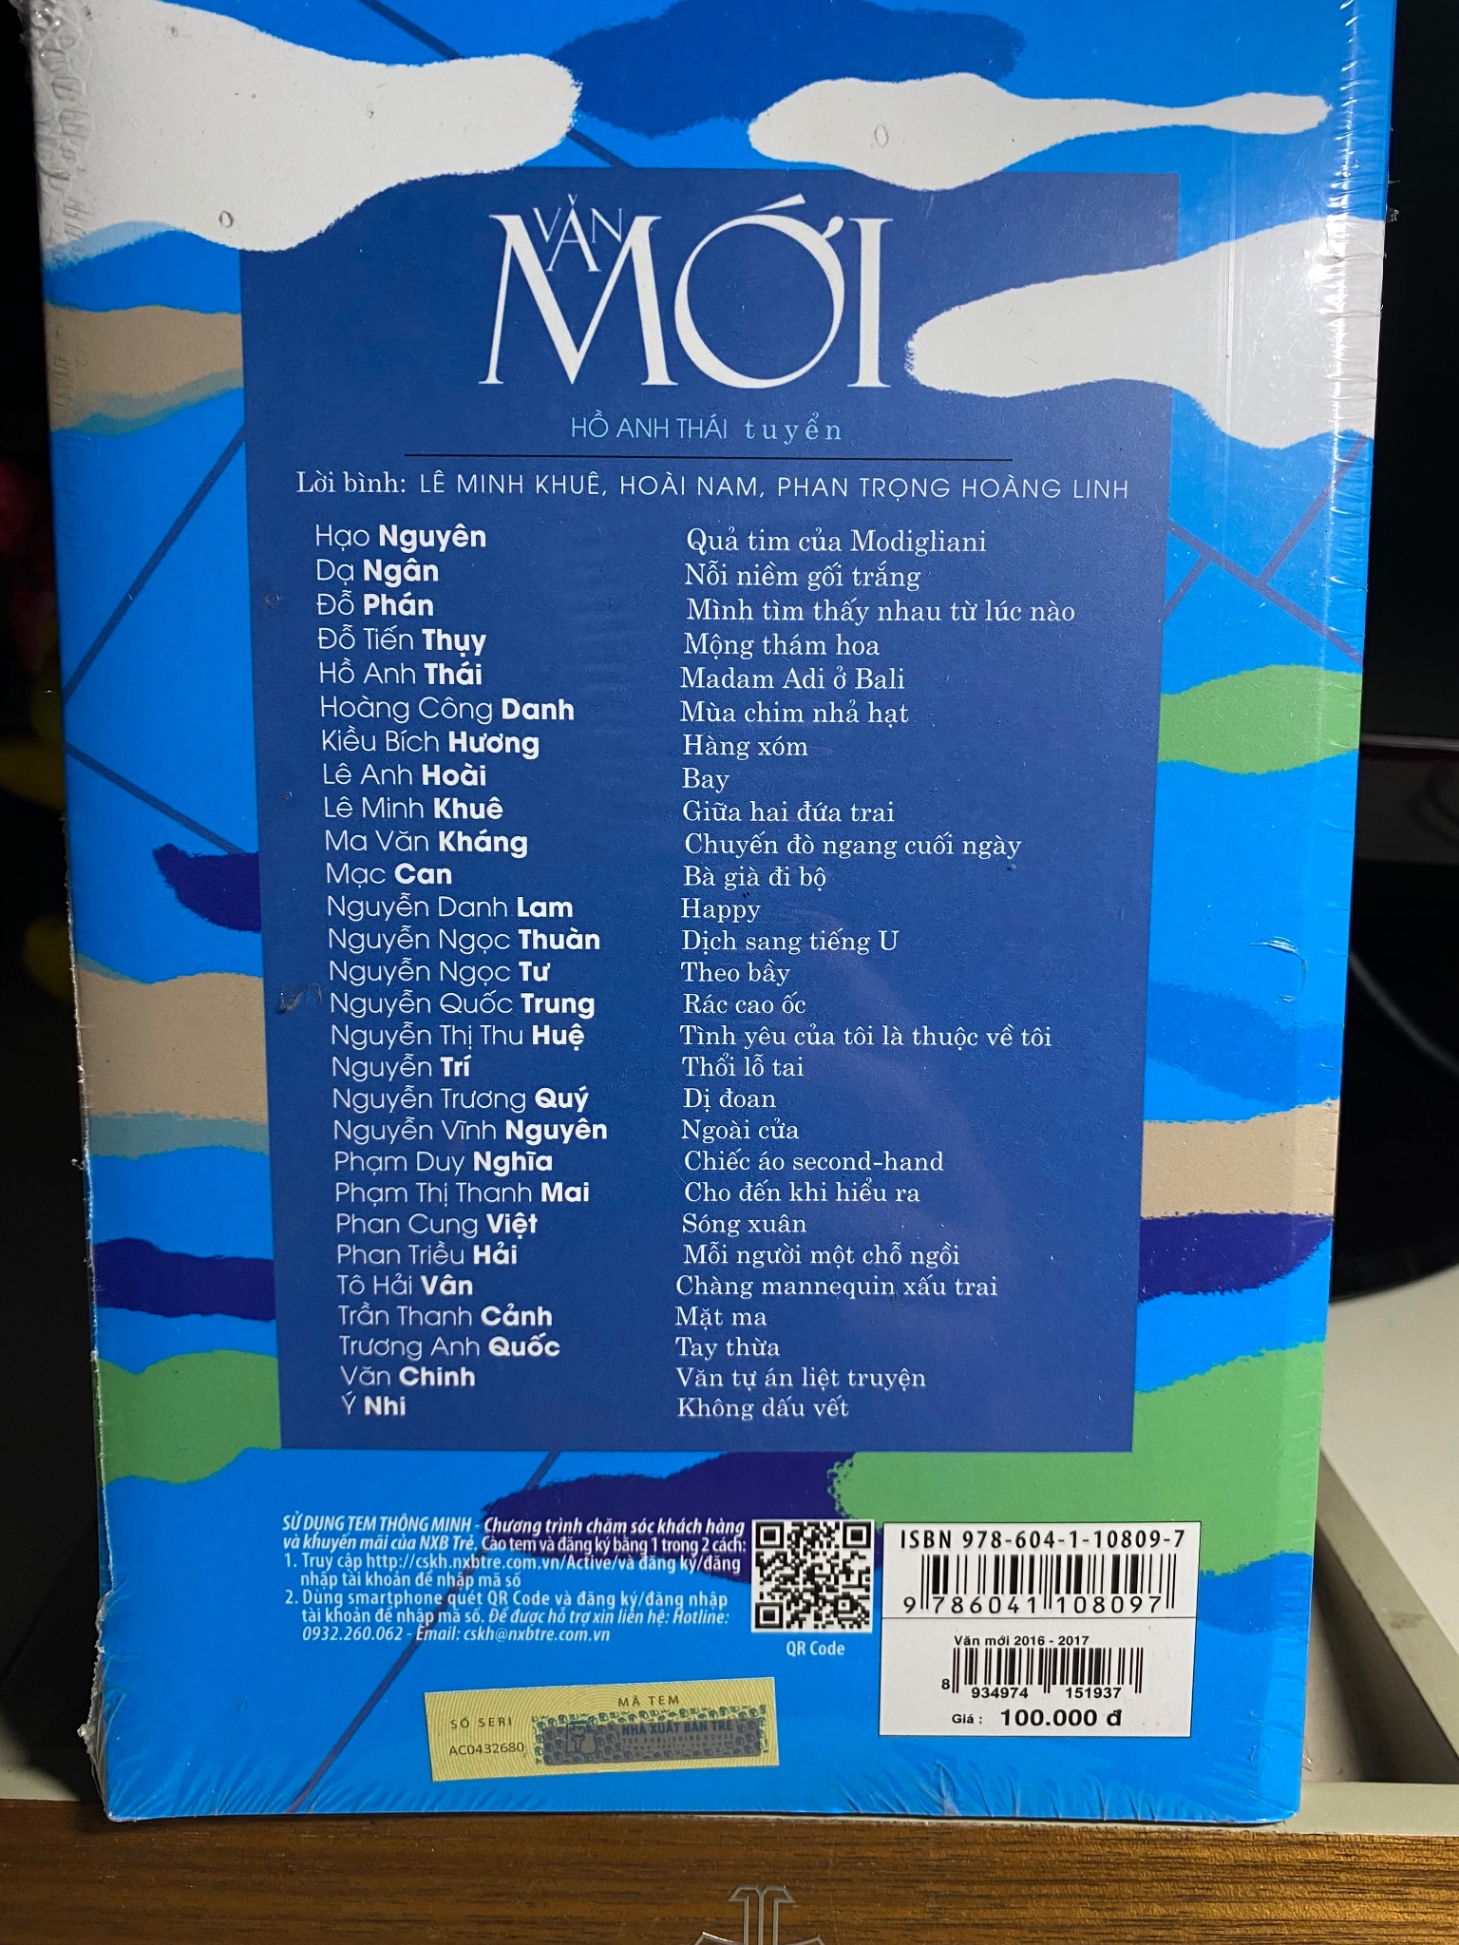 VĂN
MỚI
HỒ ANH THÁI tuyển
Lời bình: LÊ MINH KHUÊ, HOÀI NAM, PHAN TRỌNG HOÀNG LINH
Hạo Nguyên Quả tim của Modigliani
Dạ Ngân Nỗi niềm gối trắng
Đỗ Phán Mình tìm thấy nhau từ lúc nào
Đỗ Tiến Thụy Mộng thám hoa
Hồ Anh Thái Madam Adi ở Bali
Hoàng Công Danh Mùa chim nhả hạt
Kiều Bích Hương Hàng xóm
Lê Anh Hoài Bay
Lê Minh Khuê Giữa hai đứa trai
Ma Văn Kháng Chuyến đò ngang cuối ngày
Mạc Can Bà già đi bộ
Nguyễn Danh Lam Happy
Nguyễn Ngọc Thuàn Dịch sang tiếng U
Nguyễn Ngọc Tư Theo bầy
Nguyễn Quốc Trung Rác cao ốc
Nguyễn Thị Thu Huệ Tình yêu của tôi là thuộc về tôi
Nguyễn Trí Thổi lỗ tai
Nguyễn Trương Quý Dị đoan
Nguyễn Vĩnh Nguyên Ngoài cửa
Phạm Duy Nghĩa Chiếc áo second-hand
Phạm Thị Thanh Mai Cho đến khi hiểu ra
Phan Cung Việt Sóng xuân
Phan Triều Hải Mỗi người một chỗ ngồi
Tô Hải Vân Chàng mannequin xấu trai
Trần Thanh Cảnh Mặt ma
Trương Anh Quốc Tay thừa
Văn Chinh Văn tự án liệt truyện
Ý Nhi Không dấu vết
SỬ DỤNG TEM THÔNG MINH - Chương trình chăm sóc khách hàng
và khuyến mãi của NXB Trẻ. Cào tem và đăng ký bằng 1 trong 2 cách:
1. Truy cập http://cskh.nxbtre.com.vn/Active/và đăng ký/đăng
nhập tài khoản để nhập mã số
2. Dùng smartphone quét QR Code và đăng ký/đăng nhập
tài khoản để nhập mã số. Để được hỗ trợ xin liên hệ: Hotline:
0932.260.062 - Email: cskh@nxbtre.com.vn
QR Code
ISBN 978-604-1-10809-7
9 786041 108097
Văn mới 2016 - 2017
8 934974 151937
Giá : 100.000 đ
MÃ TEM
SỐ SERI
AC0432680
NHÀ XUẤT BẢN TRẺ